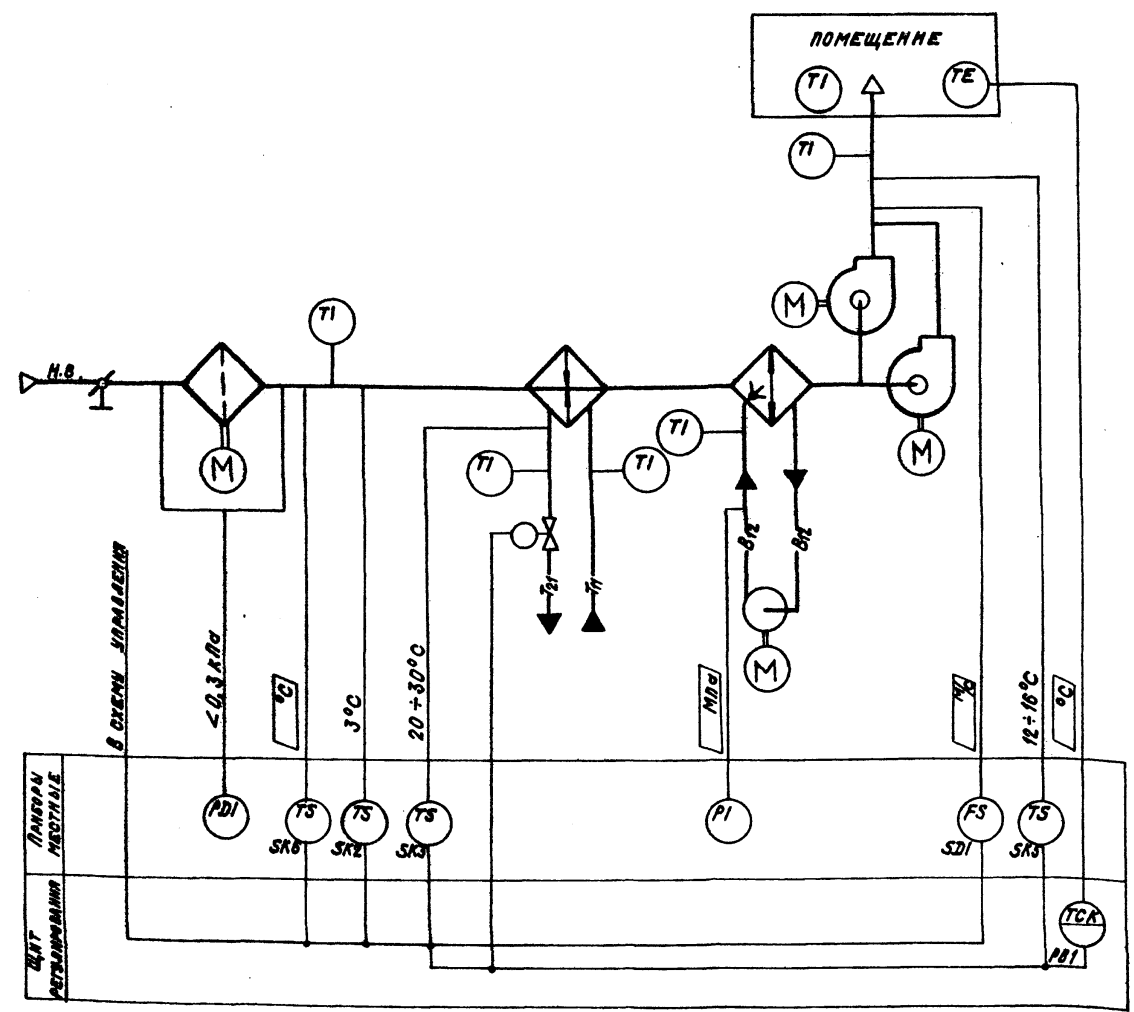 ПОМЕЩЕНИЕ
TI
TE
TI
TI
M
Н.В.
M
M
TI
TI
TI
В12
В12
Т21
Т11
M
В СХЕМУ УПРАВЛЕНИЯ
<0,3 кПа
°C
3°C
20÷30°C
МПа
м/с
12÷16°C
°C
ПРИБОРЫ
МЕСТНЫЕ
PDI
TS
TS
TS
PI
FS
TS
SK6
SK2
SK3
SD1
SK5
ЩИТ
РЕГУЛИРОВАНИЯ
TCK
PB1